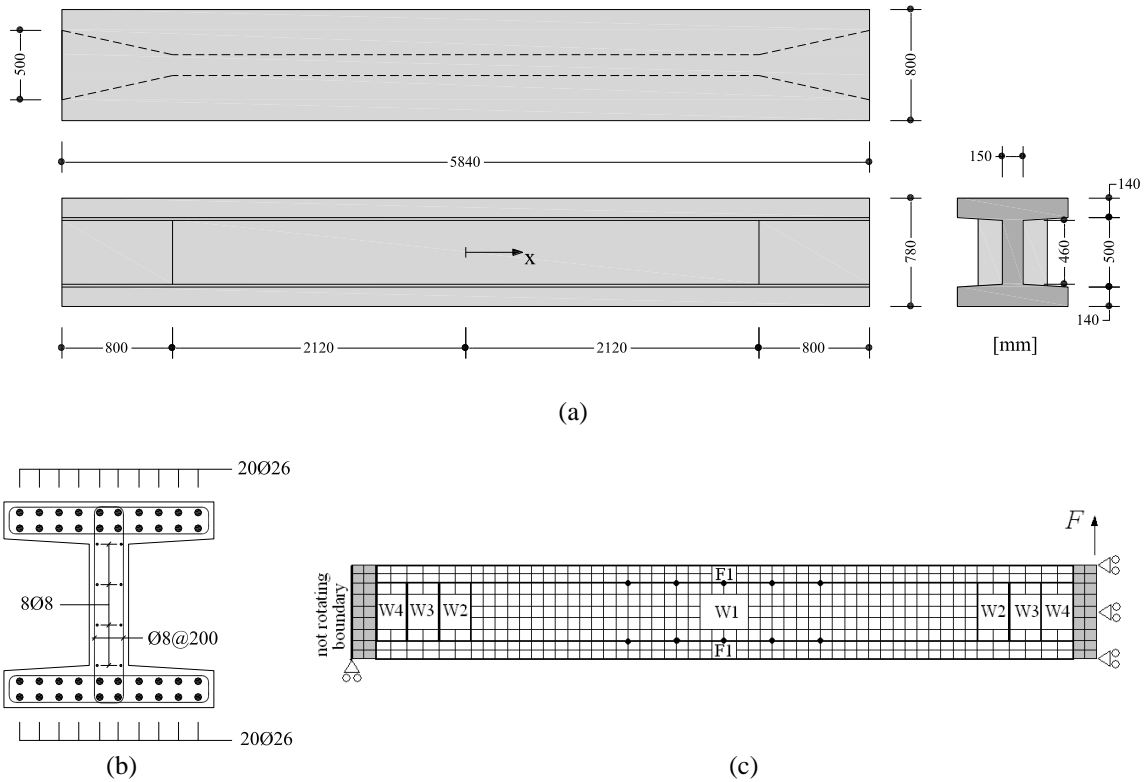 500
800
5840
150
140
780
460
500
x
140
800
2120
2120
800
[mm]
(a)
20Ø26
8Ø8
Ø8@200
20Ø26
(b)
F
not rotating
boundary
F1
W4 W3 W2 W1 W2 W3 W4
F1
(c)